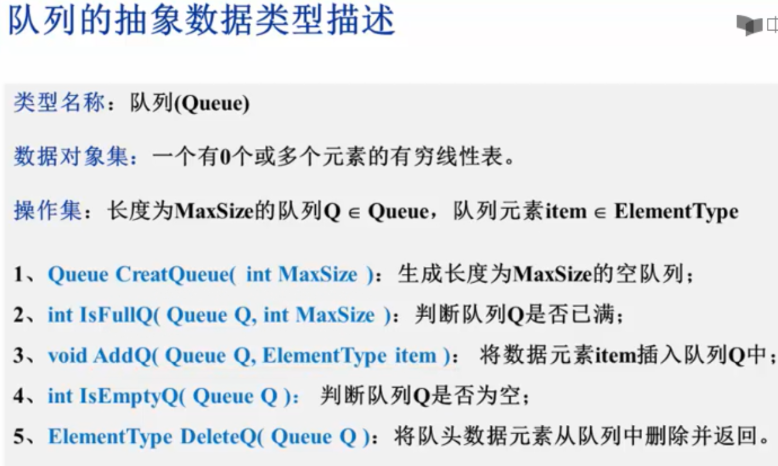 队列的抽象数据类型描述
类型名称：队列(Queue)
数据对象集：一个有0个或多个元素的有穷线性表。
操作集：长度为MaxSize的队列Q ∈ Queue，队列元素item ∈ ElementType
1、Queue CreatQueue( int MaxSize )：生成长度为MaxSize的空队列；
2、int IsFullQ( Queue Q, int MaxSize )：判断队列Q是否已满；
3、void AddQ( Queue Q, ElementType item )： 将数据元素item插入队列Q中；
4、int IsEmptyQ( Queue Q )： 判断队列Q是否为空；
5、ElementType DeleteQ( Queue Q )：将队头数据元素从队列中删除并返回。